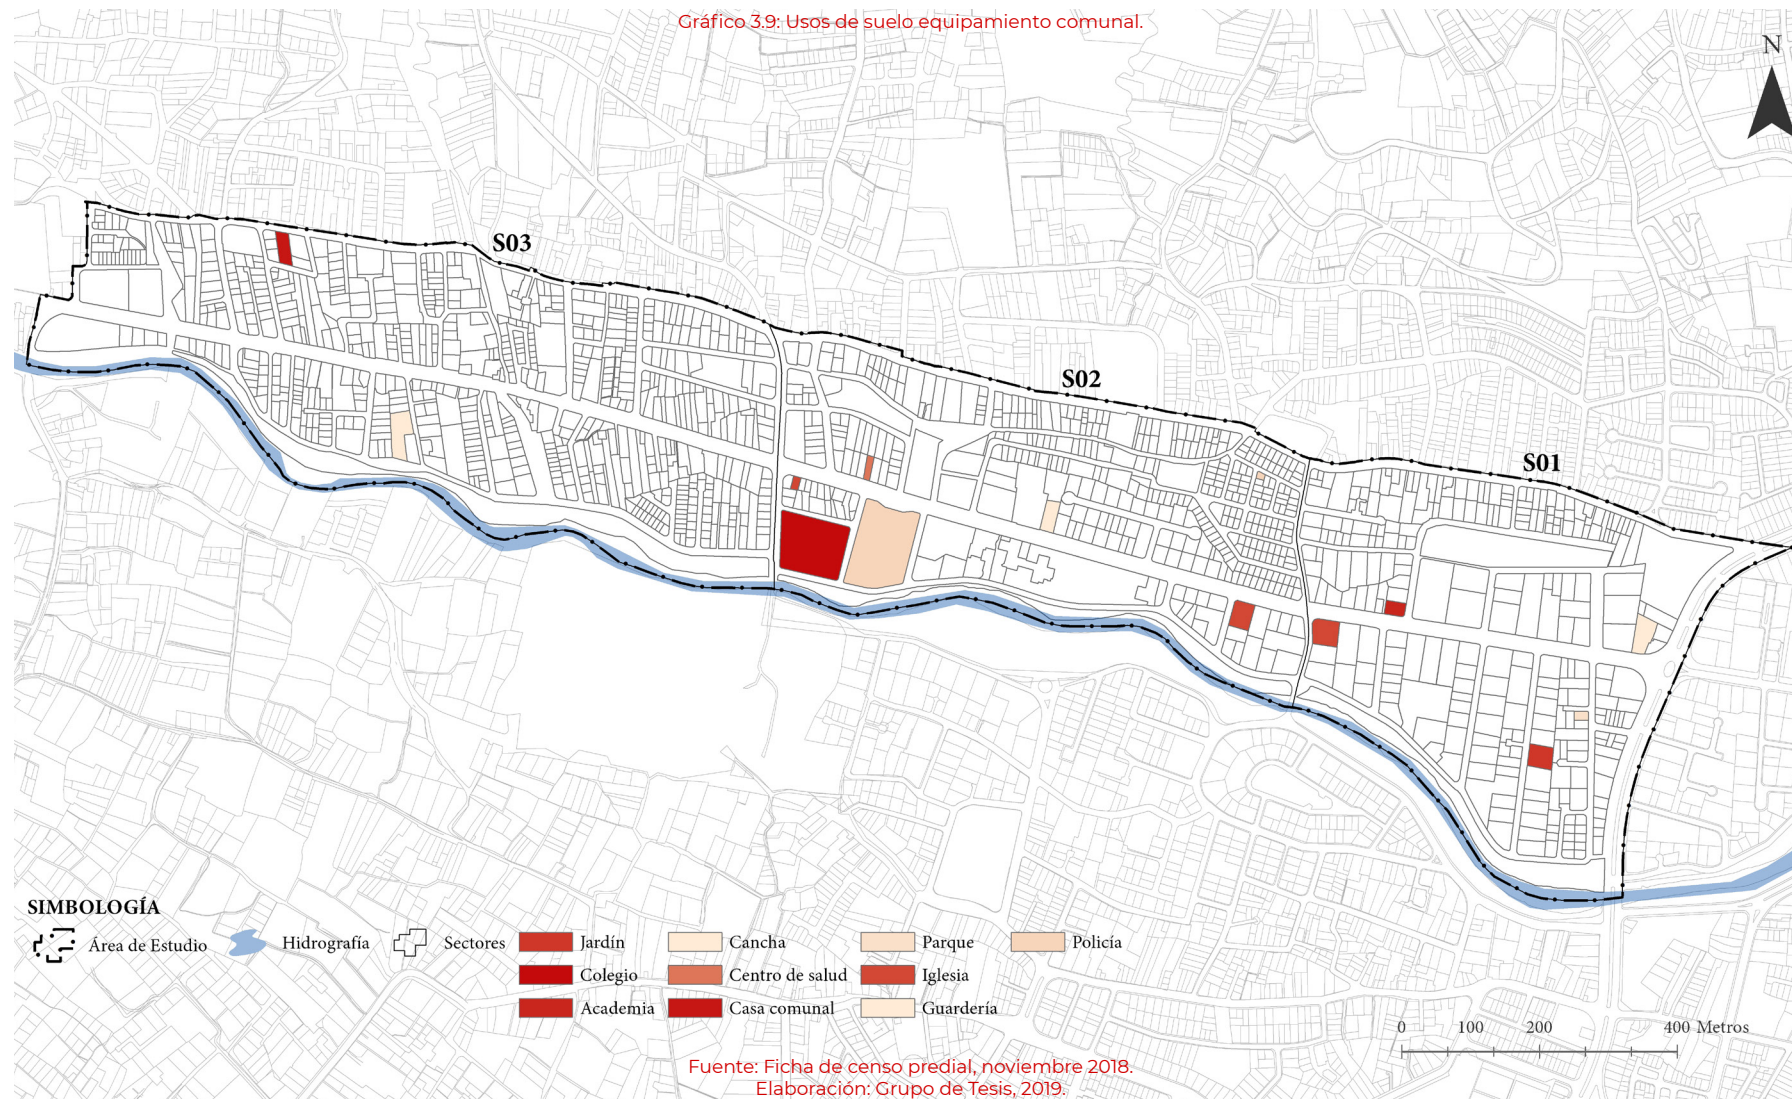 Gráfico 3.9: Usos de suelo equipamiento comunal.
N
S03
S02
S01
SIMBOLOGÍA
Área de Estudio
Hidrografía
Sectores
Jardín
Cancha
Parque
Policía
Colegio
Centro de salud
Iglesia
Academia
Casa comunal
Guardería
0 100 200 400 Metros
Fuente: Ficha de censo predial, noviembre 2018.
Elaboración: Grupo de Tesis, 2019.